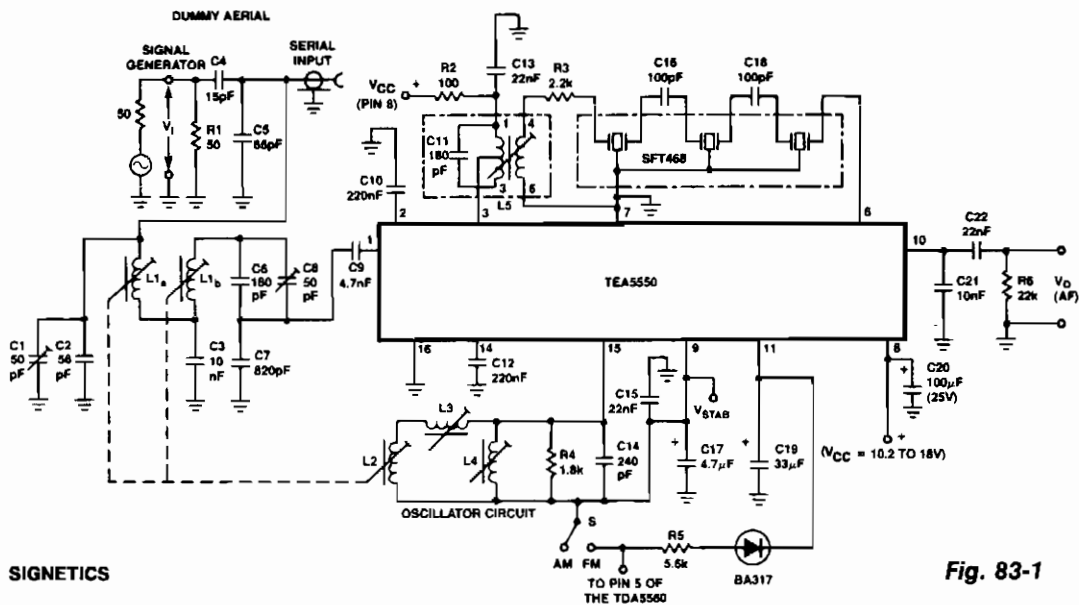 DUMMY AERIAL
SIGNAL
GENERATOR
C4
15pF
SERIAL
INPUT
50
V
R1
50
C5
66pF
VCC
(PIN 8)
+
R2
100
C13
22nF
R3
2.2k
C16
100pF
C18
100pF
C11
180
pF
1
4
3
6
L5
SFT468
C10
220nF
2
3
7
6
1
TEA5550
10
C22
22nF
C21
10nF
R6
22k
VO
(AF)
L1a
L1b
C6
180
pF
C8
50
pF
C9
4.7nF
C1
50
pF
C2
56
pF
C3
10
nF
C7
820pF
16
14
15
9
11
8
C12
220nF
C15
22nF
VSTAB
+
C20
100µF
(25V)
L3
L2
L4
R4
1.8k
C14
240
pF
+
C17
4.7µF
+
C19
33µF
+
(VCC = 10.2 TO 18V)
OSCILLATOR CIRCUIT
S
AM
FM
R5
5.6k
BA317
TO PIN 5 OF
THE TDA5560
SIGNETICS
Fig. 83-1